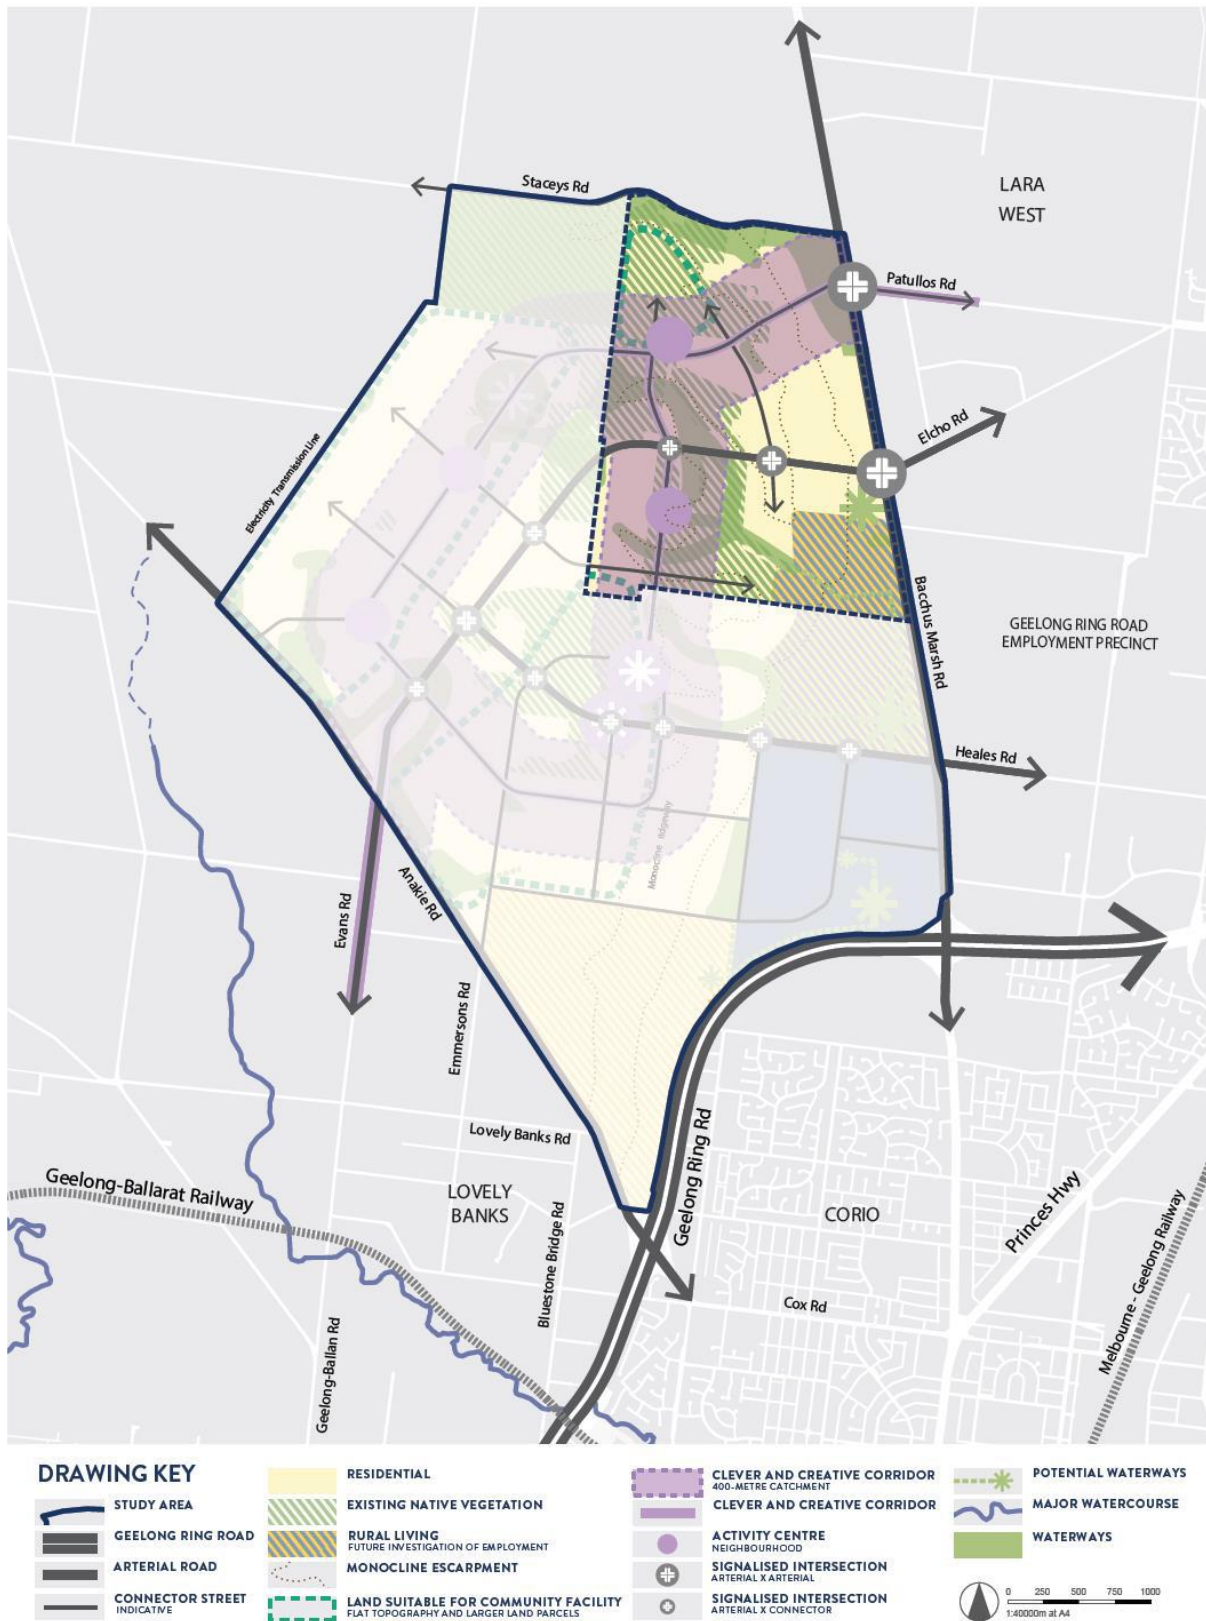 Staceys Rd
LARA
WEST
Patullos Rd
Elcho Rd
Electricity Transmission Line
Bacchus Marsh Rd
GEELONG RING ROAD
EMPLOYMENT PRECINCT
Heales Rd
Monocline Ridgeway
Anakie Rd
Evans Rd
Emmersons Rd
Lovely Banks Rd
Geelong-Ballarat Railway
LOVELY
BANKS
Bluestone Bridge Rd
Geelong Ring Rd
CORIO
Princes Hwy
Melbourne - Geelong Railway
Cox Rd
Geelong-Ballan Rd
DRAWING KEY
STUDY AREA
GEELONG RING ROAD
ARTERIAL ROAD
CONNECTOR STREET
INDICATIVE
RESIDENTIAL
EXISTING NATIVE VEGETATION
RURAL LIVING
FUTURE INVESTIGATION OF EMPLOYMENT
MONOCLINE ESCARPMENT
LAND SUITABLE FOR COMMUNITY FACILITY
FLAT TOPOGRAPHY AND LARGER LAND PARCELS
CLEVER AND CREATIVE CORRIDOR
400-METRE CATCHMENT
CLEVER AND CREATIVE CORRIDOR
ACTIVITY CENTRE
NEIGHBOURHOOD
SIGNALISED INTERSECTION
ARTERIAL X ARTERIAL
SIGNALISED INTERSECTION
ARTERIAL X CONNECTOR
POTENTIAL WATERWAYS
MAJOR WATERCOURSE
WATERWAYS
0 250 500 750 1000
1:40000m at A4